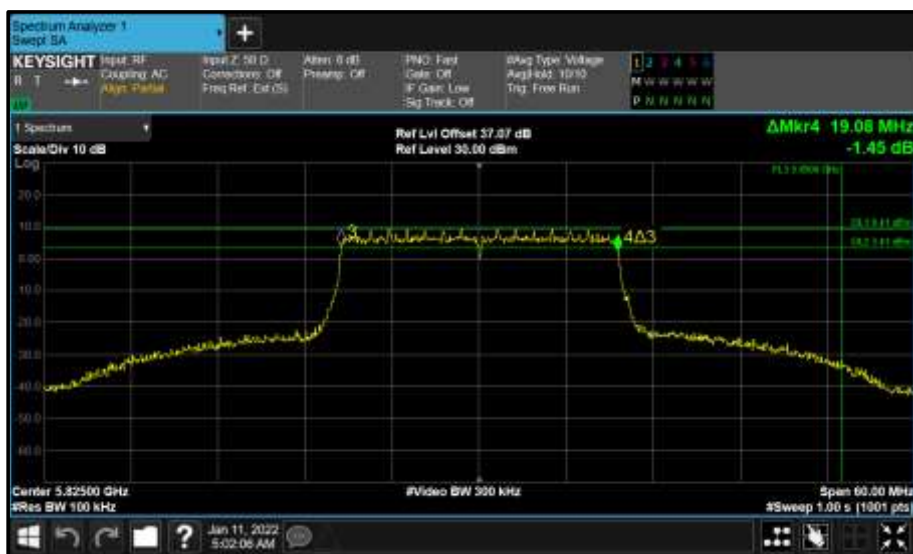 Spectrum Analyzer 1
Swept SA
+
KEYSIGHT
R T
Input: RF
Coupling: AC
Align: Partial
Input Z: 50 Ω
Corrections: Off
Freq Ref: Ext (S)
Atten: 6 dB
Preamp: Off
PNO: Fast
Gate: Off
IF Gain: Low
Sig Track: Off
#Avg Type: Voltage
Avg|Hold: 10/10
Trig: Free Run
1 2 3 4 5 6
M W W W W W
P N N N N N
1 Spectrum
Scale/Div 10 dB
Ref Lvl Offset 37.07 dB
Ref Level 30.00 dBm
ΔMkr4 19.08 MHz
-1.45 dB
Log
20.0
10.0
3
4Δ3
0.00
-10.0
-20.0
-30.0
-40.0
-50.0
-60.0
Center 5.82500 GHz
#Res BW 100 kHz
#Video BW 300 kHz
Span 60.00 MHz
#Sweep 1.00 s (1001 pts)
?
Jan 11, 2022
5:02:06 AM